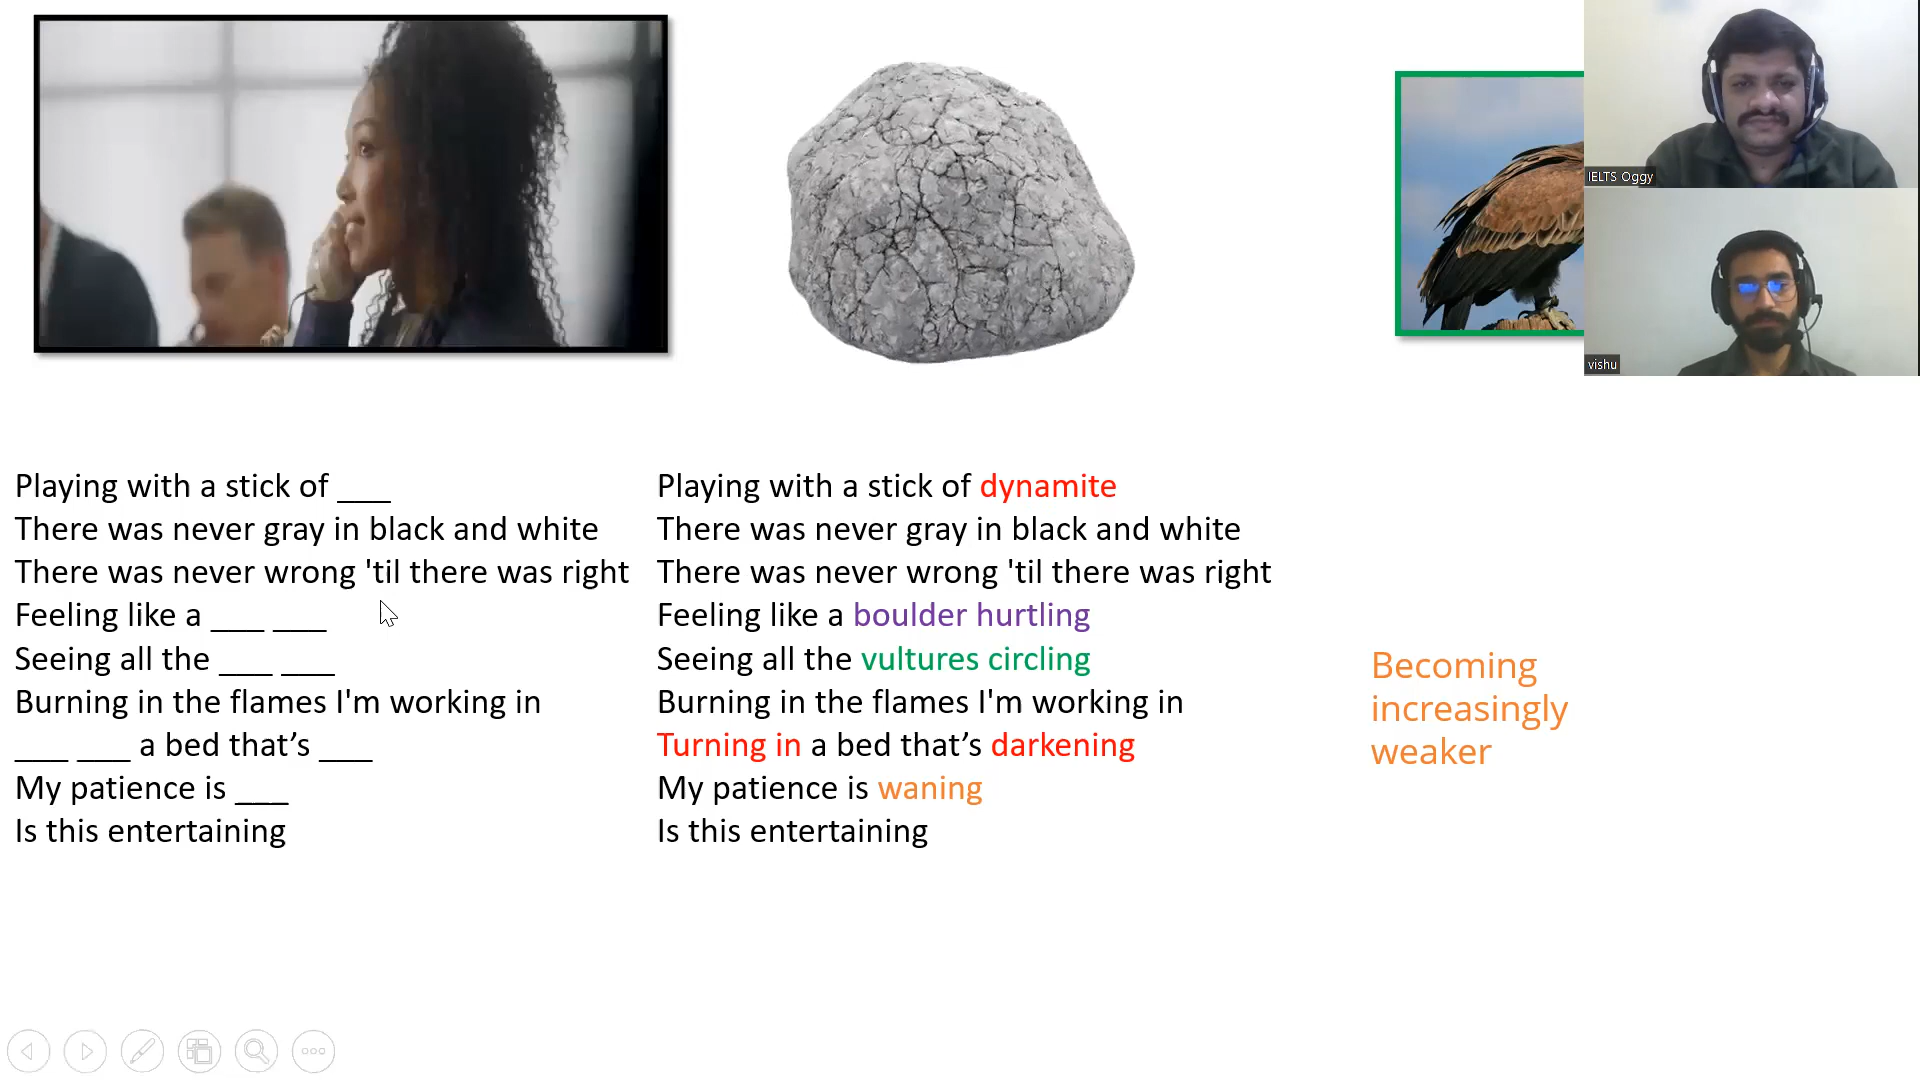 IELTS Oggy
vishu
Playing with a stick of ___
There was never gray in black and white
There was never wrong 'til there was right
Feeling like a ___ ___
Seeing all the ___ ___
Burning in the flames I'm working in
___ ___ a bed that’s ___
My patience is ___
Is this entertaining
Playing with a stick of dynamite
There was never gray in black and white
There was never wrong 'til there was right
Feeling like a boulder hurtling
Seeing all the vultures circling
Burning in the flames I'm working in
Turning in a bed that’s darkening
My patience is waning
Is this entertaining
Becoming
increasingly
weaker